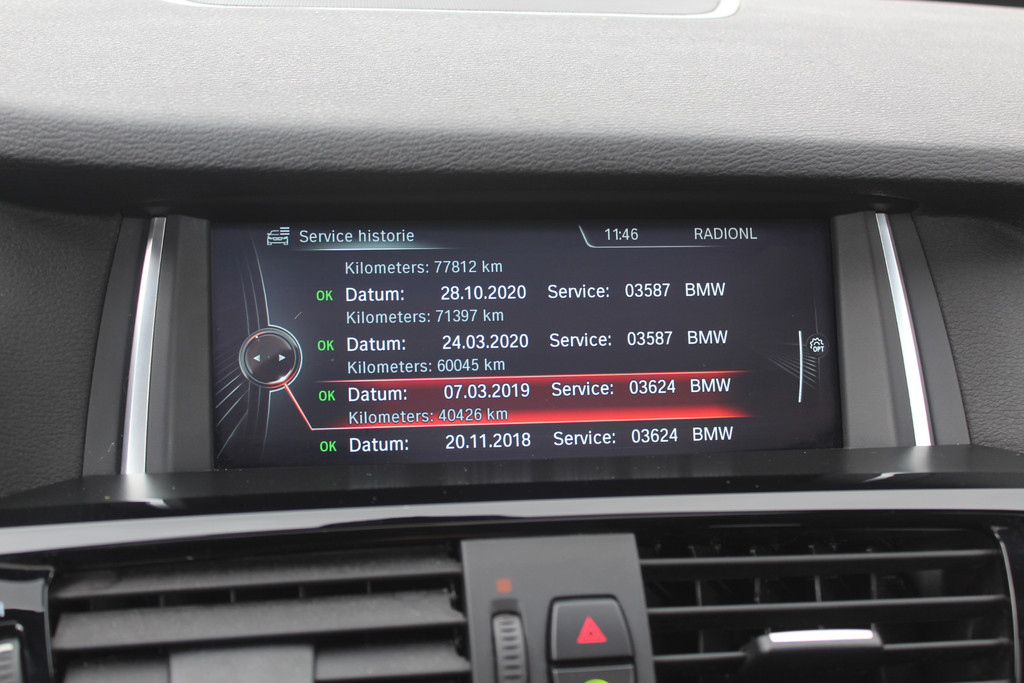 Service historie 11:46 RADIONL
Kilometers: 77812 km
OK Datum: 28.10.2020 Service: 03587 BMW
Kilometers: 71397 km
OK Datum: 24.03.2020 Service: 03587 BMW
Kilometers: 60045 km
OPT
OK Datum: 07.03.2019 Service: 03624 BMW
Kilometers: 40426 km
OK Datum: 20.11.2018 Service: 03624 BMW